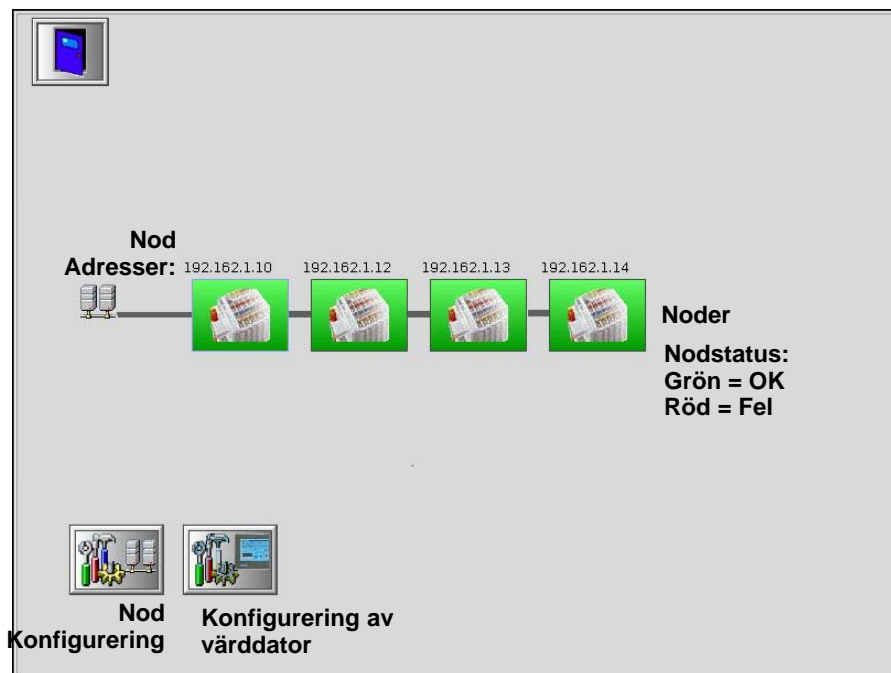 Nod
Adresser:
192.162.1.10
192.162.1.12
192.162.1.13
192.162.1.14
Noder
Nodstatus:
Grön = OK
Röd = Fel
Nod
Konfigurering
Konfigurering av
värddator